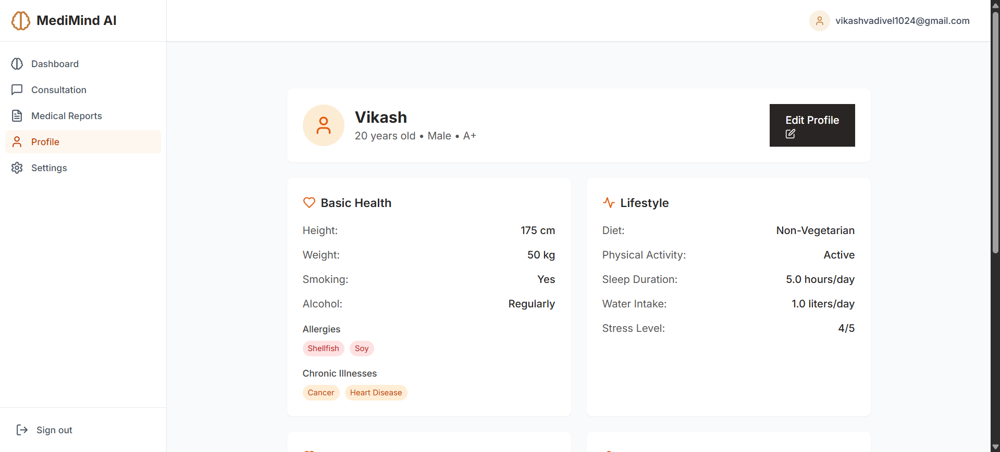 MediMind AI
vikashvadivel1024@gmail.com
Dashboard
Consultation
Medical Reports
Profile
Settings
Sign out
Vikash
20 years old • Male • A+
Edit Profile
Basic Health
Height: 175 cm
Weight: 50 kg
Smoking: Yes
Alcohol: Regularly
Allergies
Shellfish Soy
Chronic Illnesses
Cancer Heart Disease
Lifestyle
Diet: Non-Vegetarian
Physical Activity: Active
Sleep Duration: 5.0 hours/day
Water Intake: 1.0 liters/day
Stress Level: 4/5